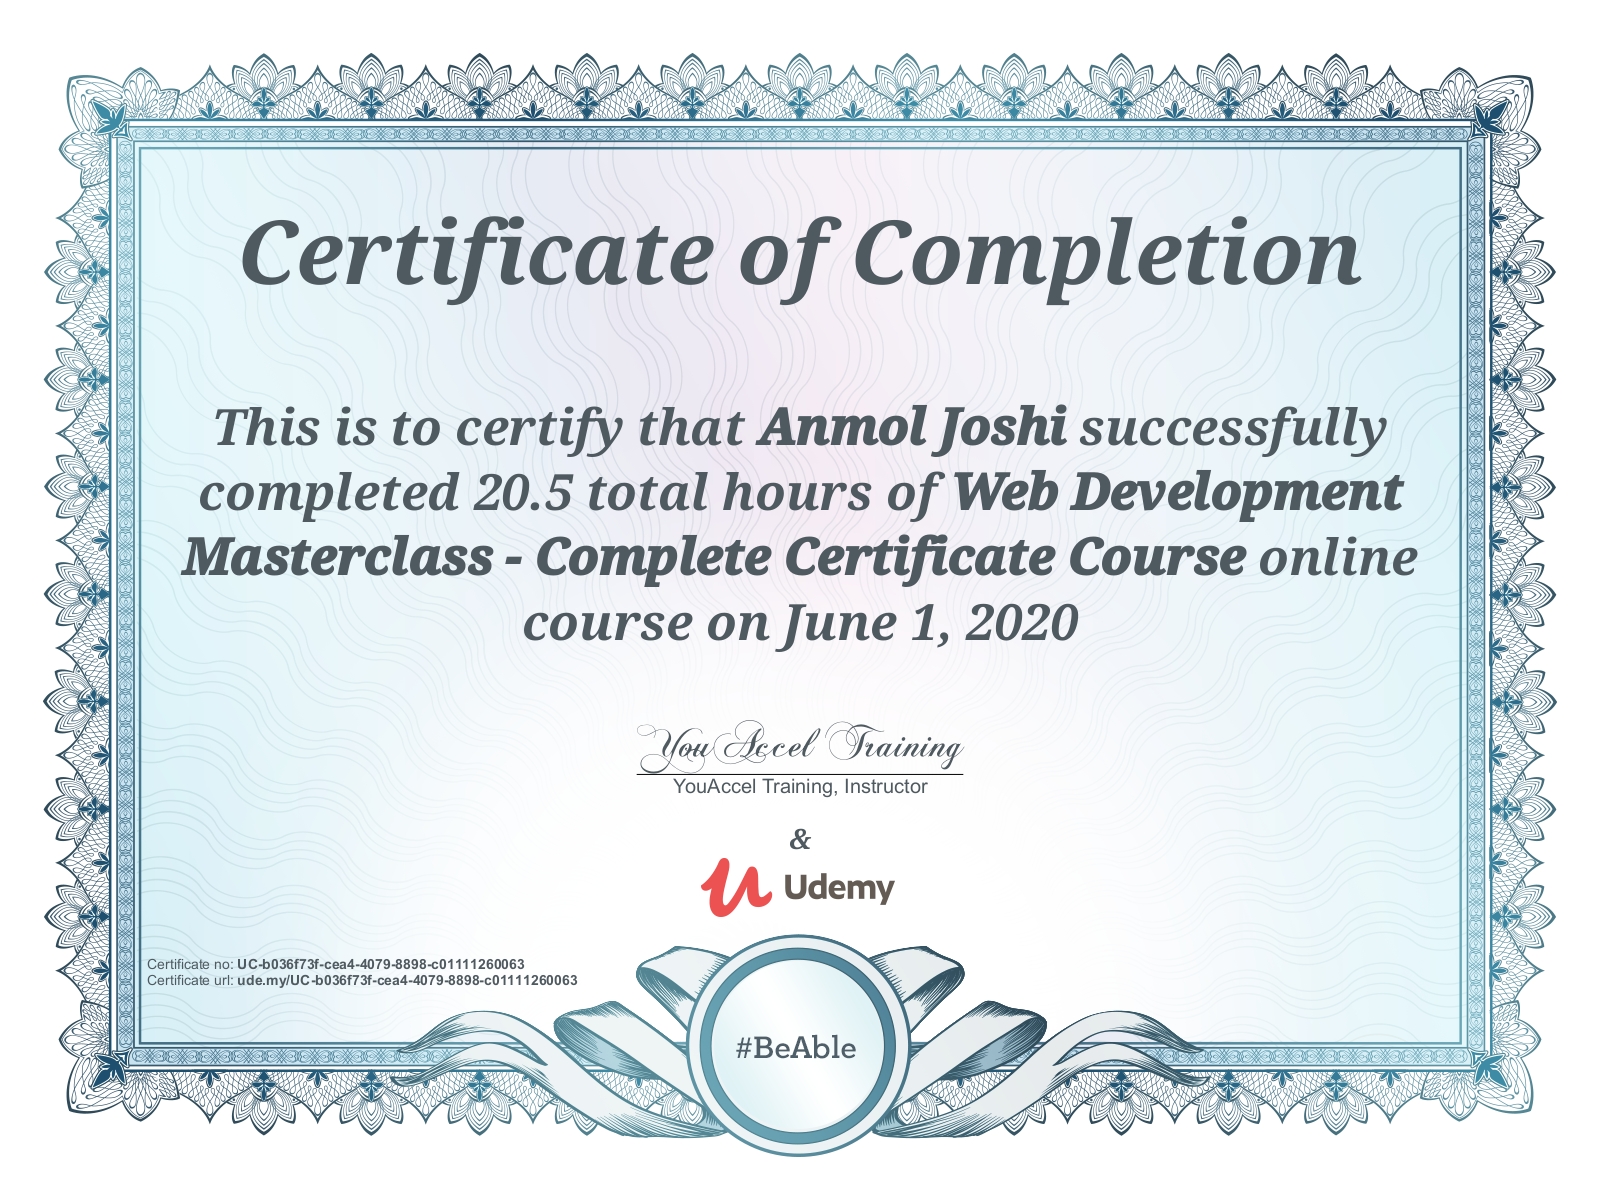 Certificate of Completion
This is to certify that Anmol Joshi successfully
completed 20.5 total hours of Web Development
Masterclass - Complete Certificate Course online
course on June 1, 2020
YouAccel Training
YouAccel Training, Instructor
&
Udemy
Certificate no: UC-b036f73f-cea4-4079-8898-c01111260063
Certificate url: ude.my/UC-b036f73f-cea4-4079-8898-c01111260063
#BeAble